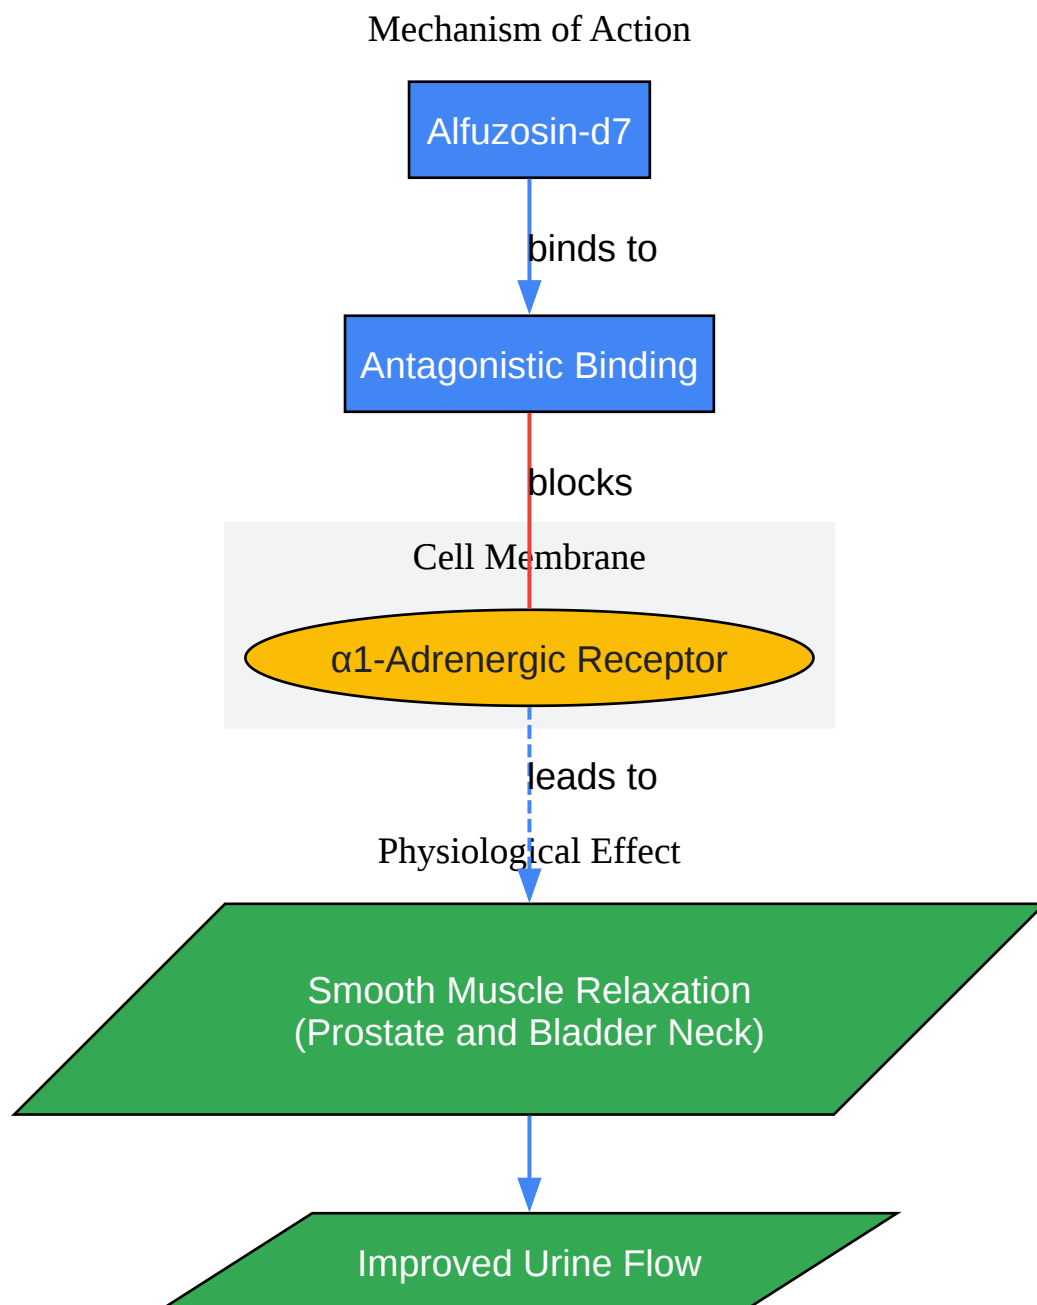 Mechanism of Action
Alfuzosin-d7
binds to
Antagonistic Binding
blocks
Cell Membrane
α1-Adrenergic Receptor
leads to
Physiological Effect
Smooth Muscle Relaxation
(Prostate and Bladder Neck)
Improved Urine Flow